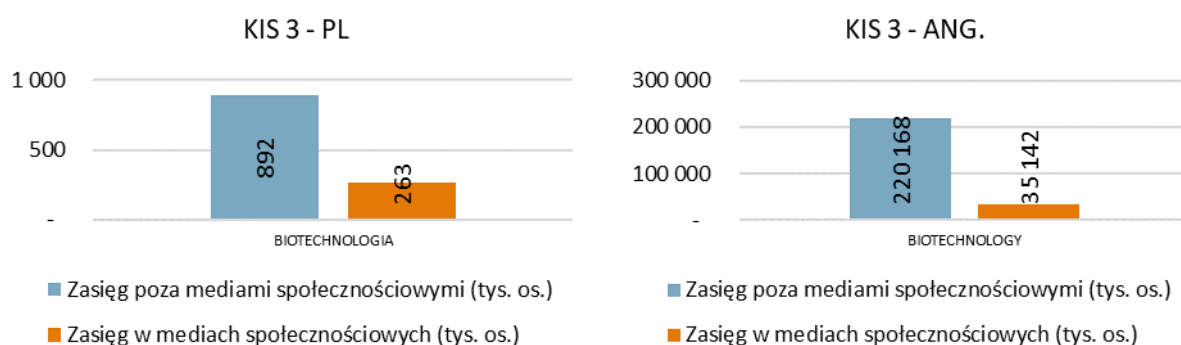 KIS 3 - PL
1 000
500
-
892
263
BIOTECHNOLOGIA
Zasięg poza mediami społecznościowymi (tys. os.)
Zasięg w mediach społecznościowych (tys. os.)
KIS 3 - ANG.
300 000
200 000
100 000
-
220 168
35 142
BIOTECHNOLOGY
Zasięg poza mediami społecznościowymi (tys. os.)
Zasięg w mediach społecznościowych (tys. os.)